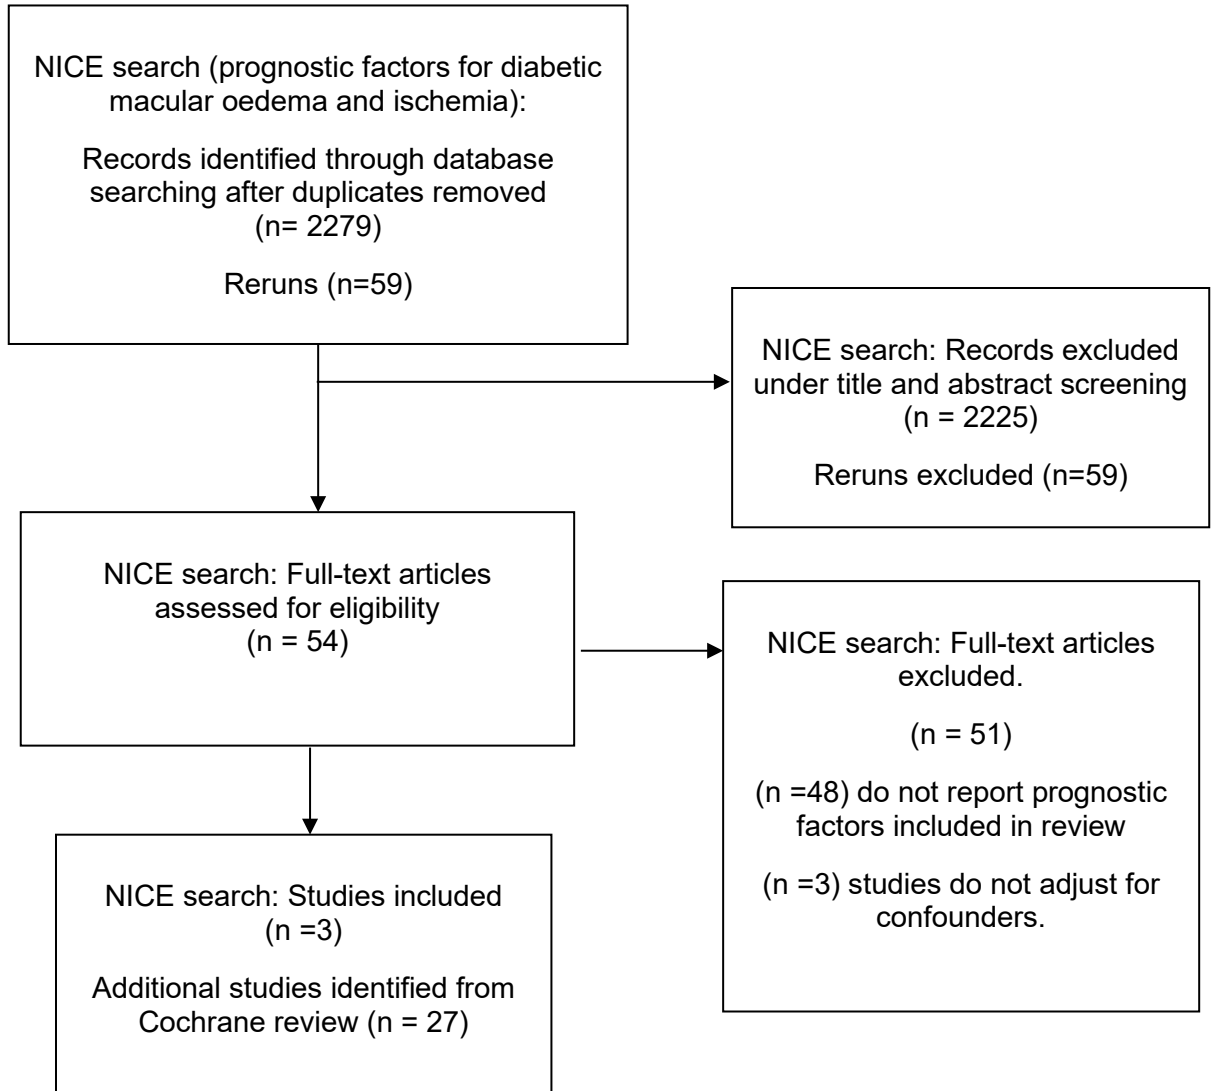 NICE search (prognostic factors for diabetic
macular oedema and ischemia):
Records identified through database
searching after duplicates removed
(n= 2279)
Reruns (n=59)
NICE search: Records excluded
under title and abstract screening
(n = 2225)
Reruns excluded (n=59)
NICE search: Full-text articles
assessed for eligibility
(n = 54)
NICE search: Full-text articles
excluded.
(n = 51)
(n =48) do not report prognostic
factors included in review
(n =3) studies do not adjust for
confounders.
NICE search: Studies included
(n =3)
Additional studies identified from
Cochrane review (n = 27)